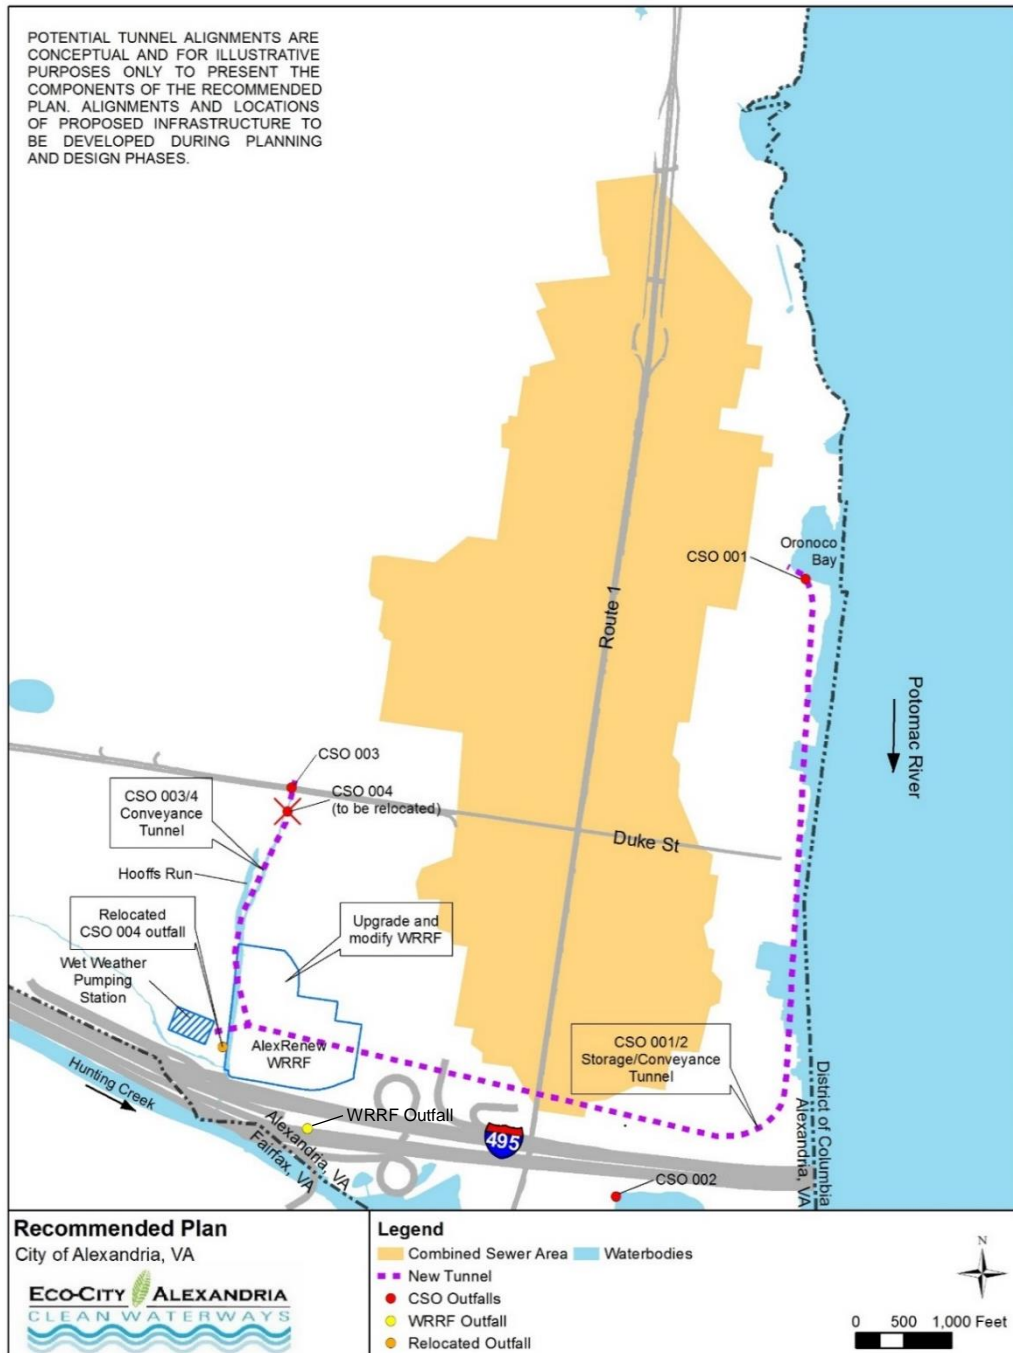 POTENTIAL TUNNEL ALIGNMENTS ARE
CONCEPTUAL AND FOR ILLUSTRATIVE
PURPOSES ONLY TO PRESENT THE
COMPONENTS OF THE RECOMMENDED
PLAN. ALIGNMENTS AND LOCATIONS
OF PROPOSED INFRASTRUCTURE TO
BE DEVELOPED DURING PLANNING
AND DESIGN PHASES.
Oronoco
Bay
CSO 001
Route 1
Potomac River
CSO 003
CSO 004
(to be relocated)
CSO 003/4
Conveyance
Tunnel
Duke St
Hooffs Run
Relocated
CSO 004 outfall
Upgrade and
modify WRRF
Wet Weather
Pumping
Station
AlexRenew
WRRF
CSO 001/2
Storage/Conveyance
Tunnel
Hunting Creek
Alexandria, VA
Fairfax, VA
WRRF Outfall
495
CSO 002
District of Columbia
Alexandria, VA
Recommended Plan
City of Alexandria, VA
ECO-CITY ALEXANDRIA
CLEAN WATERWAYS
Legend
Combined Sewer Area
Waterbodies
New Tunnel
CSO Outfalls
WRRF Outfall
Relocated Outfall
N
0 500 1,000 Feet